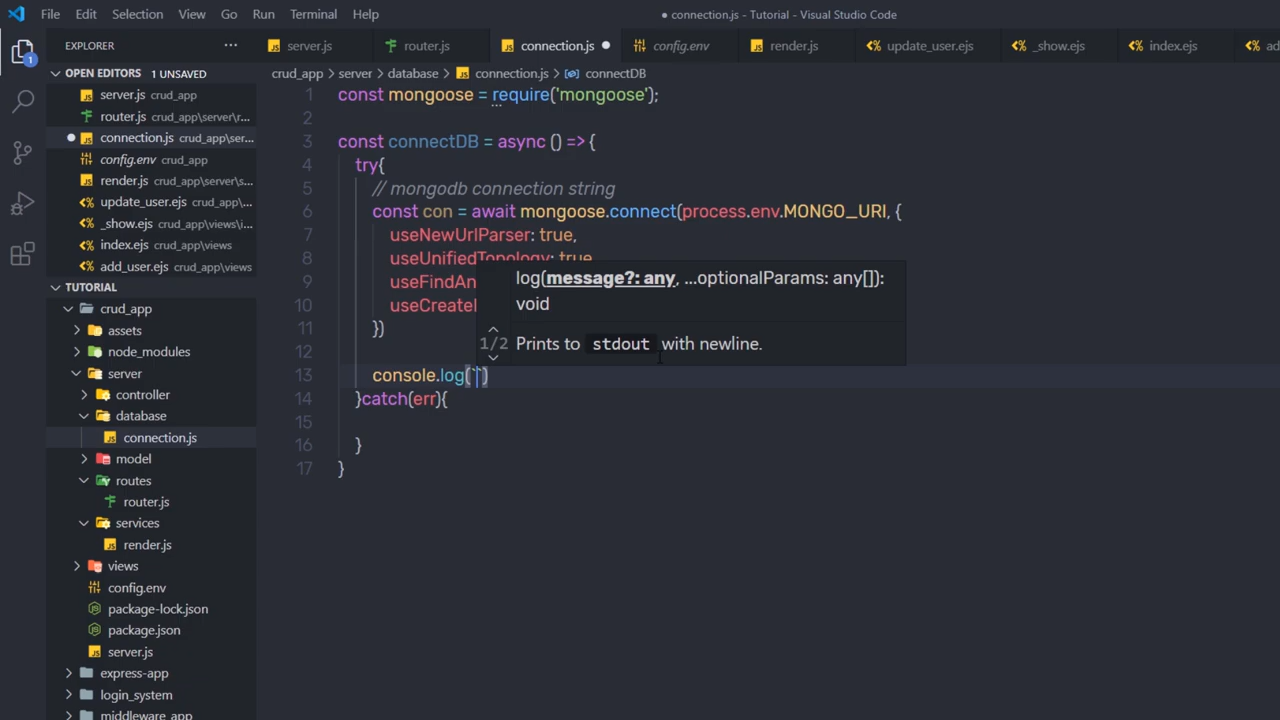 File Edit Selection View Go Run Terminal Help
● connection.js - Tutorial - Visual Studio Code
EXPLORER ···
server.js router.js connection.js ● config.env render.js update_user.ejs _show.ejs index.ejs ad
1
OPEN EDITORS 1 UNSAVED
server.js crud_app
router.js crud_app\server\r...
connection.js crud_app\ser...
config.env crud_app
render.js crud_app\server\s...
update_user.ejs crud_app...
_show.ejs crud_app\views\i...
index.ejs crud_app\views
add_user.ejs crud_app\views
TUTORIAL
crud_app
assets
node_modules
server
controller
database
connection.js
model
routes
router.js
services
render.js
views
config.env
package-lock.json
package.json
server.js
express-app
login_system
middleware_app
crud_app > server > database > connection.js > connectDB
1 const mongoose = require('mongoose');
2
3 const connectDB = async () => {
4 try{
5 // mongodb connection string
6 const con = await mongoose.connect(process.env.MONGO_URI, {
7 useNewUrlParser: true,
8 useUnifiedTopology: true,
9 useFindAn
10 useCreateI
11 })
12
13 console.log(``)
14 }catch(err){
15
16 }
17 }
log(message?: any, ...optionalParams: any[]):
void
1/2 Prints to stdout with newline.